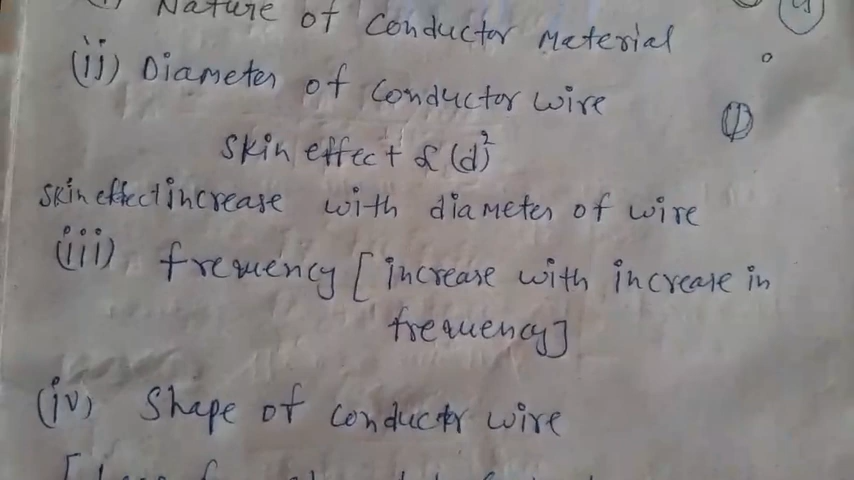 Nature of conductor material
(ii) Diameter of conductor wire
skin effect ∝ (d)²
skin effect increase with diameter of wire
(iii) frequency [increase with increase in
frequency]
(iv) Shape of conductor wire